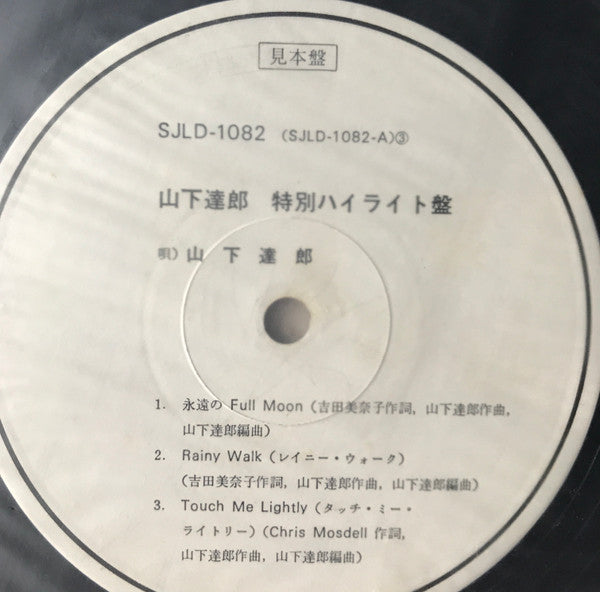 見本盤
SJLD-1082 (SJLD-1082-A)③
山下達郎 特別ハイライト盤
唄) 山下達郎
1. 永遠の Full Moon (吉田美奈子作詞, 山下達郎作曲,
山下達郎編曲)
2. Rainy Walk (レイニー・ウォーク)
(吉田美奈子作詞, 山下達郎作曲, 山下達郎編曲)
3. Touch Me Lightly (タッチ・ミー・
ライトリー) (Chris Mosdell 作詞,
山下達郎作曲, 山下達郎編曲)